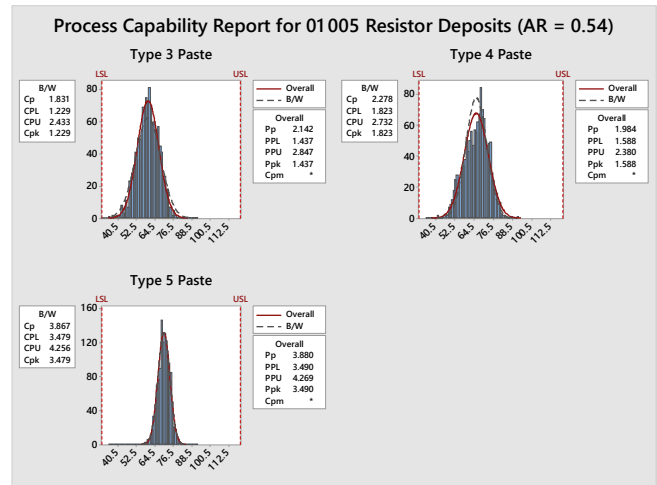 Process Capability Report for 01005 Resistor Deposits (AR = 0.54)
Type 3 Paste
LSL USL
B/W
Cp 1.831
CPL 1.229
CPU 2.433
Cpk 1.229
80
60
40
20
0
40.5 52.5 64.5 76.5 88.5 100.5 112.5
Overall
B/W
Overall
Pp 2.142
PPL 1.437
PPU 2.847
Ppk 1.437
Cpm *
Type 4 Paste
LSL USL
B/W
Cp 2.278
CPL 1.823
CPU 2.732
Cpk 1.823
80
60
40
20
0
40.5 52.5 64.5 76.5 88.5 100.5 112.5
Overall
B/W
Overall
Pp 1.984
PPL 1.588
PPU 2.380
Ppk 1.588
Cpm *
Type 5 Paste
LSL USL
B/W
Cp 3.867
CPL 3.479
CPU 4.256
Cpk 3.479
160
120
80
40
0
40.5 52.5 64.5 76.5 88.5 100.5 112.5
Overall
B/W
Overall
Pp 3.880
PPL 3.490
PPU 4.269
Ppk 3.490
Cpm *